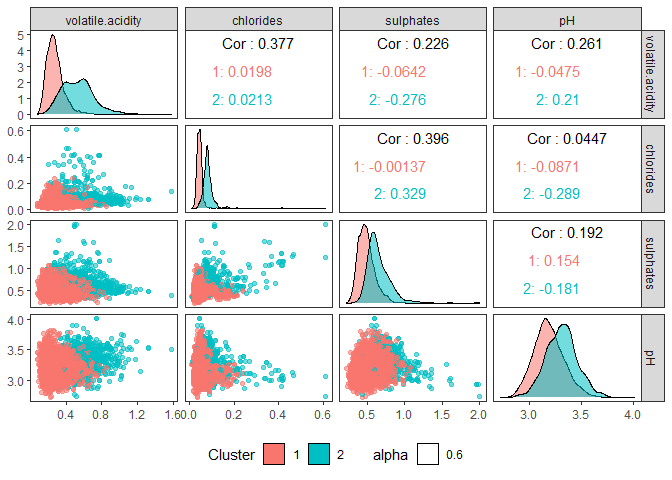 volatile.acidity chlorides sulphates pH
5
4
3
2
1
0
Cor : 0.377
1: 0.0198
2: 0.0213
Cor : 0.226
1: -0.0642
2: -0.276
Cor : 0.261
1: -0.0475
2: 0.21
volatile.acidity
0.6
0.4
0.2
0.0
Cor : 0.396
1: -0.00137
2: 0.329
Cor : 0.0447
1: -0.0871
2: -0.289
chlorides
2.0
1.5
1.0
0.5
Cor : 0.192
1: 0.154
2: -0.181
sulphates
4.0
3.5
3.0
pH
0.4 0.8 1.2 1.6
0.0 0.2 0.4 0.6
0.5 1.0 1.5 2.0
3.0 3.5 4.0
Cluster 1 2 alpha 0.6